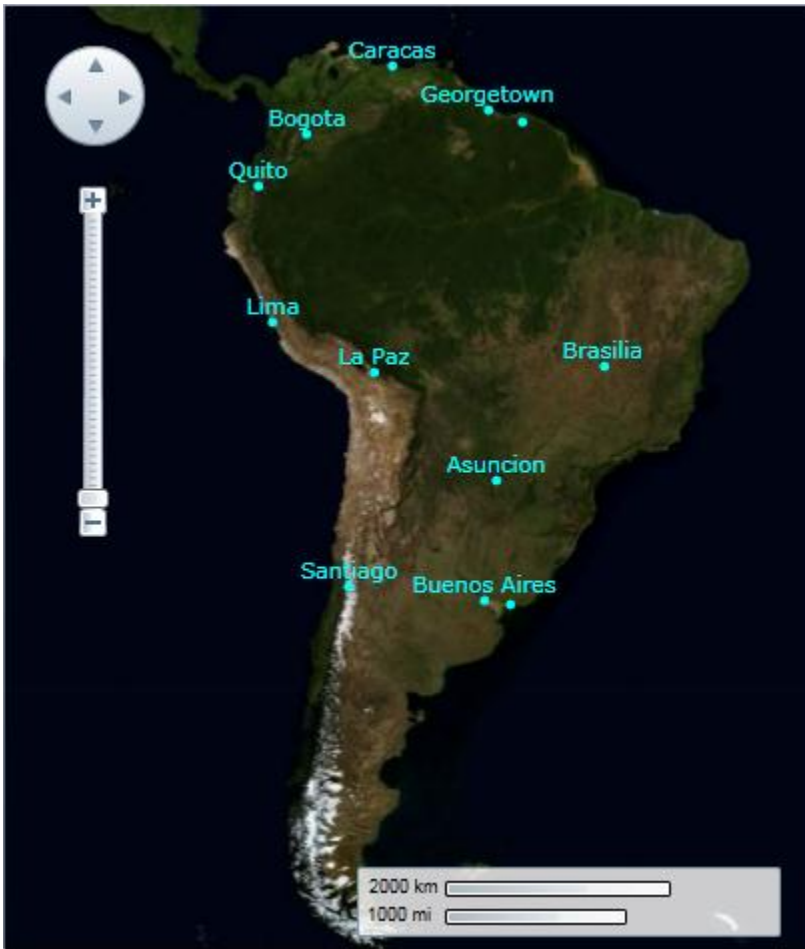 Caracas
Georgetown
Bogota
Quito
Lima
La Paz
Brasilia
Asuncion
Santiago
Buenos Aires
2000 km
1000 mi